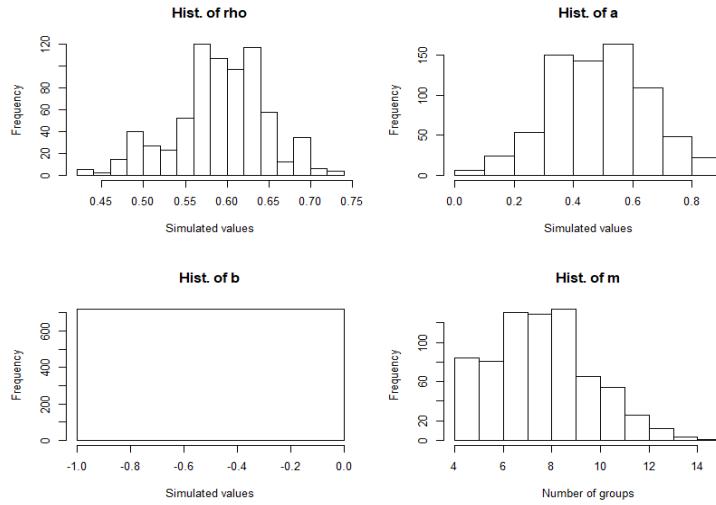 Hist. of rho
Frequency
0 20 40 60 80 120
0.45 0.50 0.55 0.60 0.65 0.70 0.75
Simulated values
Hist. of a
Frequency
0 50 100 150
0.0 0.2 0.4 0.6 0.8
Simulated values
Hist. of b
Frequency
0 200 400 600
-1.0 -0.8 -0.6 -0.4 -0.2 0.0
Simulated values
Hist. of m
Frequency
0 20 60 100
4 6 8 10 12 14
Number of groups